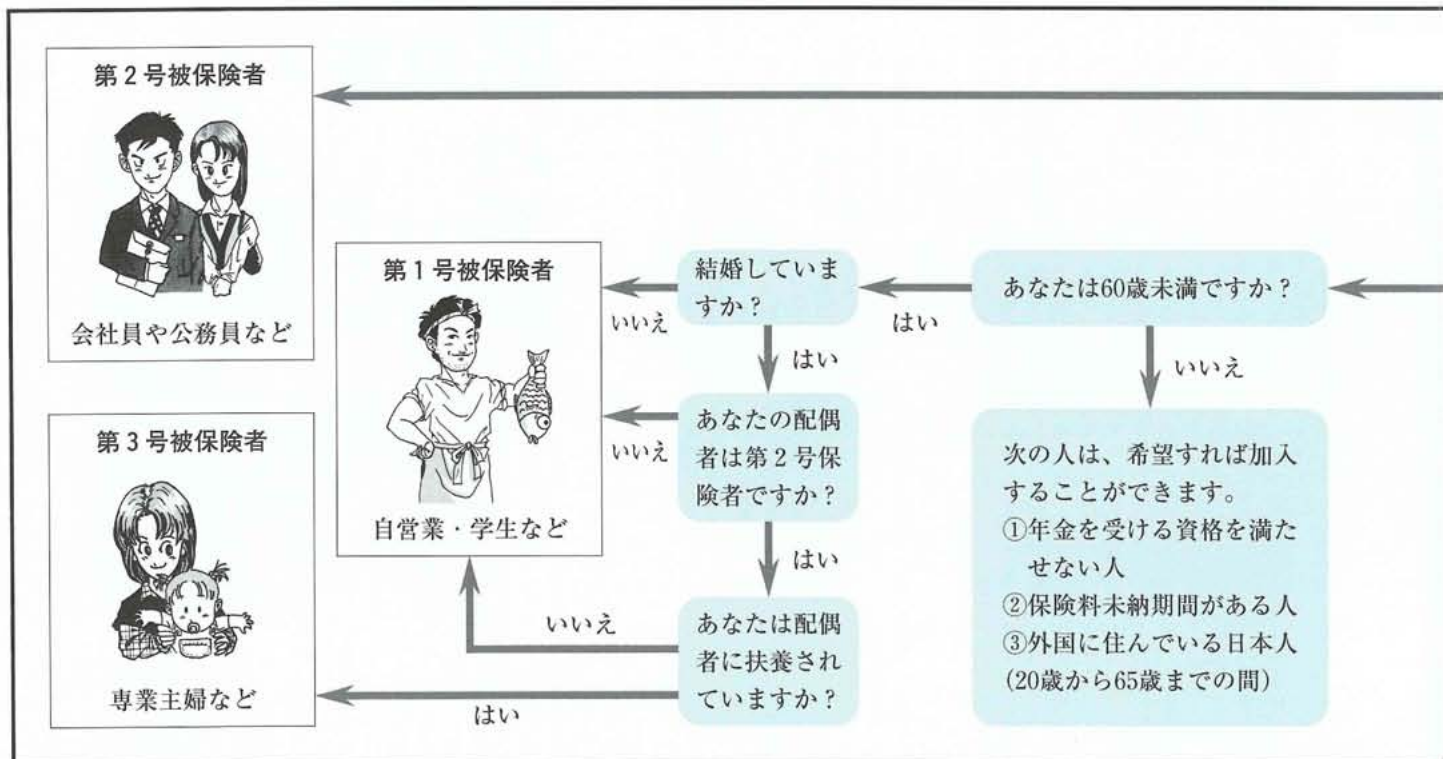 第2号被保険者
会社員や公務員など
第1号被保険者
自営業・学生など
第3号被保険者
専業主婦など
結婚していま
すか?
いいえ
はい
あなたは60歳未満ですか?
はい
いいえ
あなたの配偶
者は第2号保
険者ですか?
いいえ
はい
あなたは配偶
者に扶養され
ていますか?
いいえ
はい
次の人は、希望すれば加入
することができます。
①年金を受ける資格を満た
せない人
②保険料未納期間がある人
③外国に住んでいる日本人
(20歳から65歳までの間)